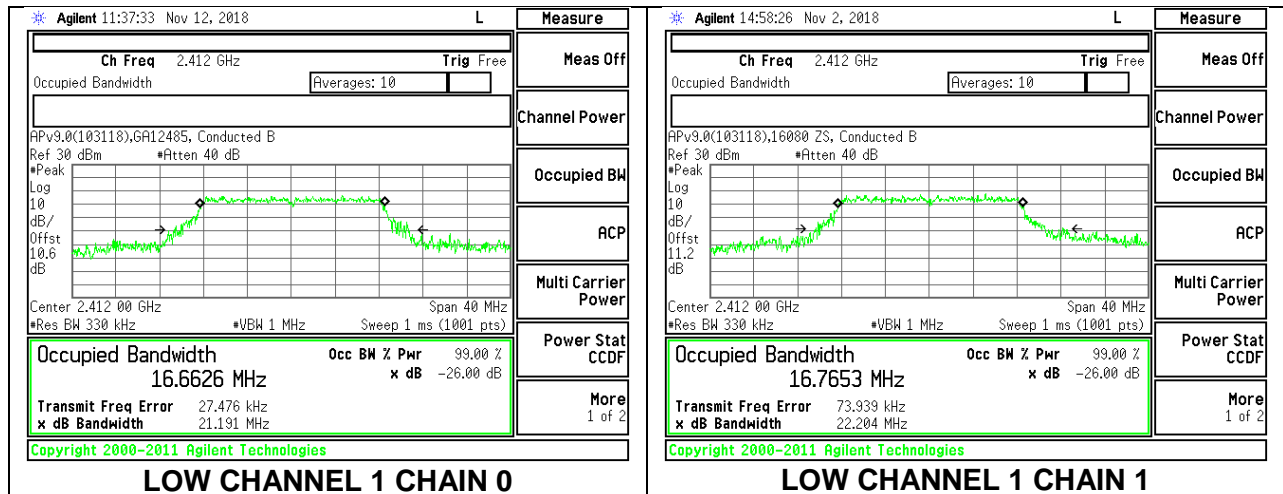 Agilent 11:37:33 Nov 12, 2018 L Measure
Ch Freq 2.412 GHz Trig Free
Occupied Bandwidth Averages: 10
APv9.0(103118),GA12485, Conducted B
Ref 30 dBm #Atten 40 dB
#Peak
Log
10
dB/
Offst
10.6
dB
Center 2.412 00 GHz Span 40 MHz
#Res BW 330 kHz #VBW 1 MHz Sweep 1 ms (1001 pts)
Occupied Bandwidth Occ BW % Pwr 99.00 %
16.6626 MHz x dB -26.00 dB
Transmit Freq Error 27.476 kHz
x dB Bandwidth 21.191 MHz
Copyright 2000-2011 Agilent Technologies
Meas Off
Channel Power
Occupied BW
ACP
Multi Carrier
Power
Power Stat
CCDF
More
1 of 2
LOW CHANNEL 1 CHAIN 0
Agilent 14:58:26 Nov 2, 2018 L Measure
Ch Freq 2.412 GHz Trig Free
Occupied Bandwidth Averages: 10
APv9.0(103118),16080 ZS, Conducted B
Ref 30 dBm #Atten 40 dB
#Peak
Log
10
dB/
Offst
11.2
dB
Center 2.412 00 GHz Span 40 MHz
#Res BW 330 kHz #VBW 1 MHz Sweep 1 ms (1001 pts)
Occupied Bandwidth Occ BW % Pwr 99.00 %
16.7653 MHz x dB -26.00 dB
Transmit Freq Error 73.939 kHz
x dB Bandwidth 22.204 MHz
Copyright 2000-2011 Agilent Technologies
Meas Off
Channel Power
Occupied BW
ACP
Multi Carrier
Power
Power Stat
CCDF
More
1 of 2
LOW CHANNEL 1 CHAIN 1